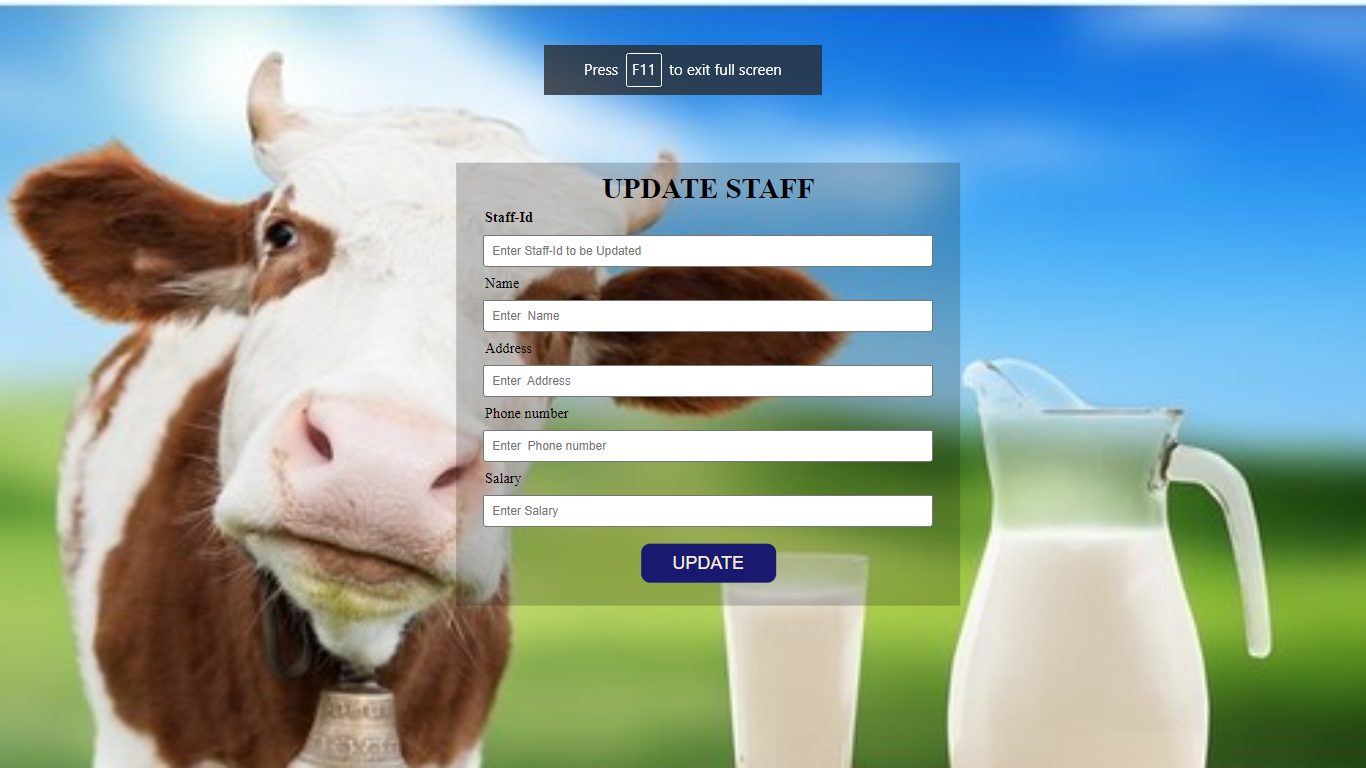 Press F11 to exit full screen
UPDATE STAFF
Staff-Id
Enter Staff-Id to be Updated
Name
Enter  Name
Address
Enter  Address
Phone number
Enter  Phone number
Salary
Enter Salary
UPDATE